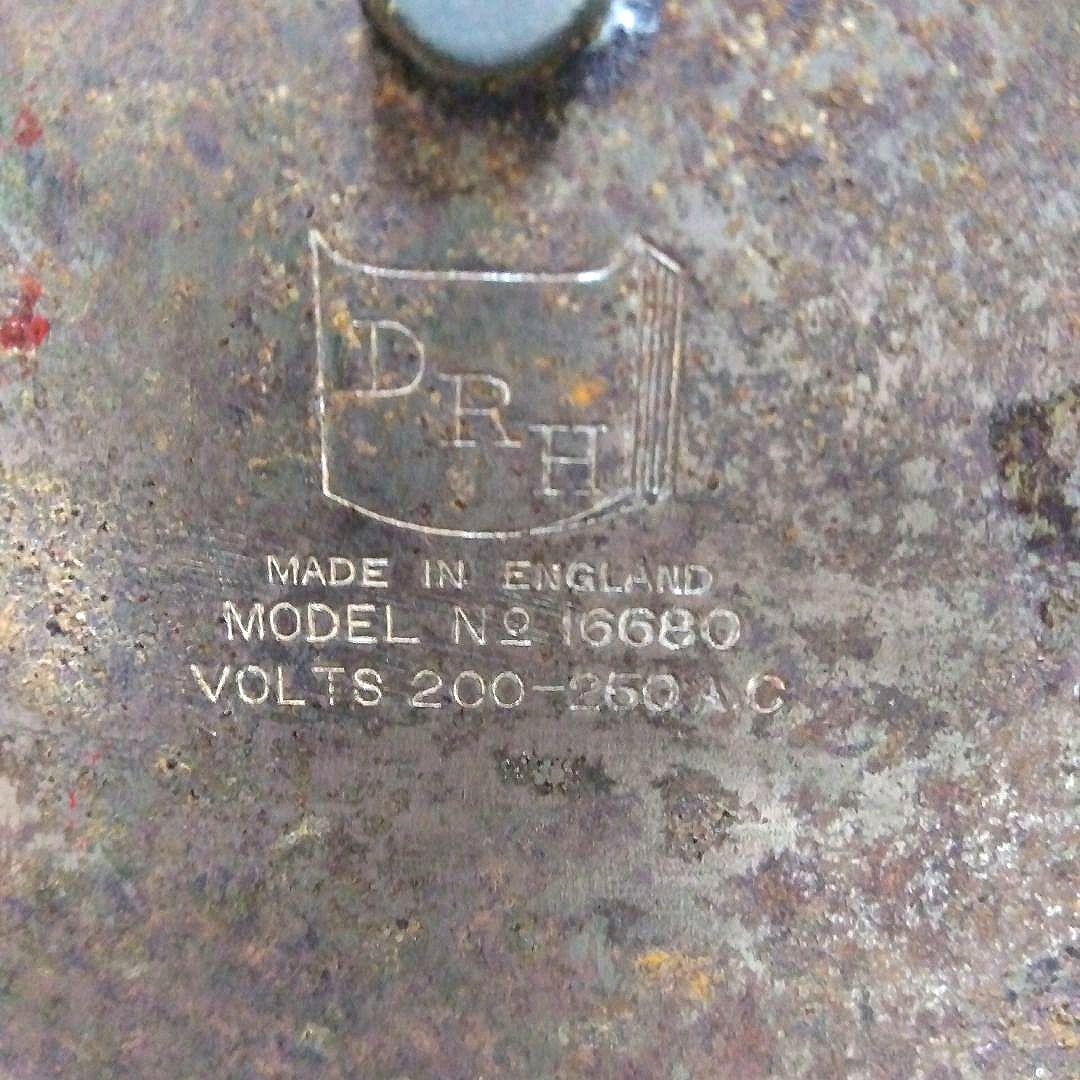 DRH
MADE IN ENGLAND
MODEL Nº 16680
VOLTS 200-250 A.C